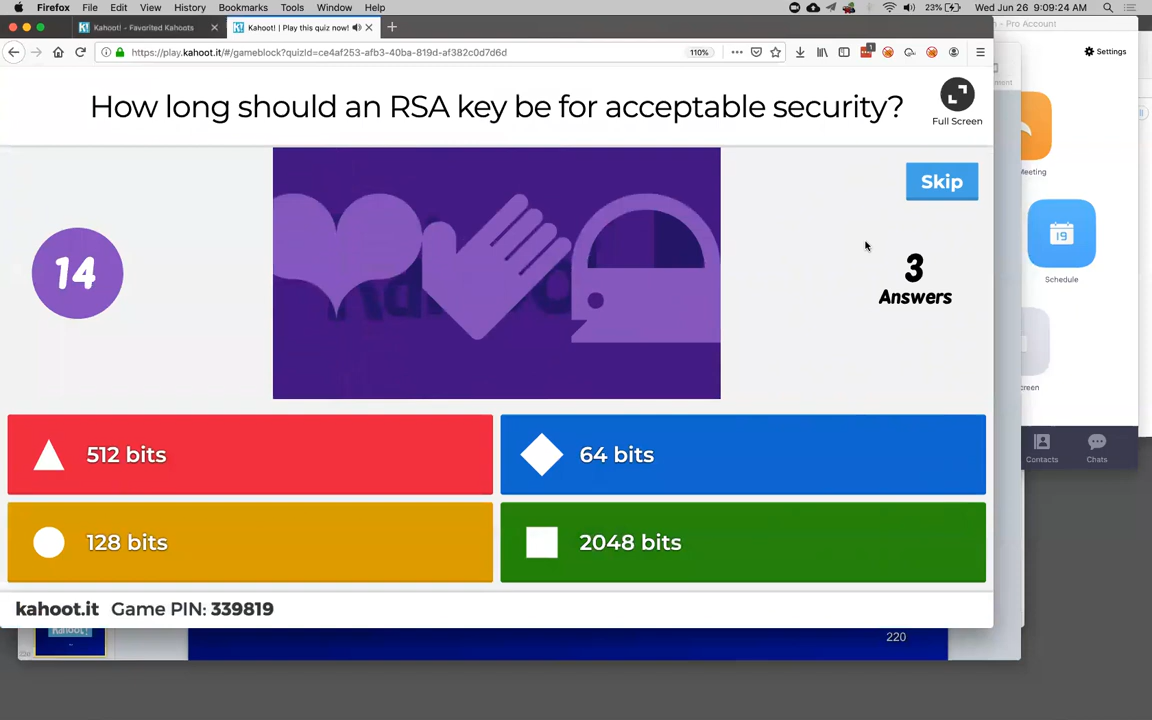 Firefox File Edit View History Bookmarks Tools Window Help 23% Wed Jun 26 9:09:24 AM
Kahoot! - Favorited Kahoots
Kahoot! | Play this quiz now!
- Pro Account
https://play.kahoot.it/#/gameblock?quizId=ce4af253-afb3-40ba-819d-af382c0d7d6d
110%
1
Settings
How long should an RSA key be for acceptable security?
Full Screen
Skip
14
3
Answers
512 bits
64 bits
128 bits
2048 bits
kahoot.it Game PIN: 339819
Meeting
19
Schedule
Contacts
Chats
Kahoot!
220